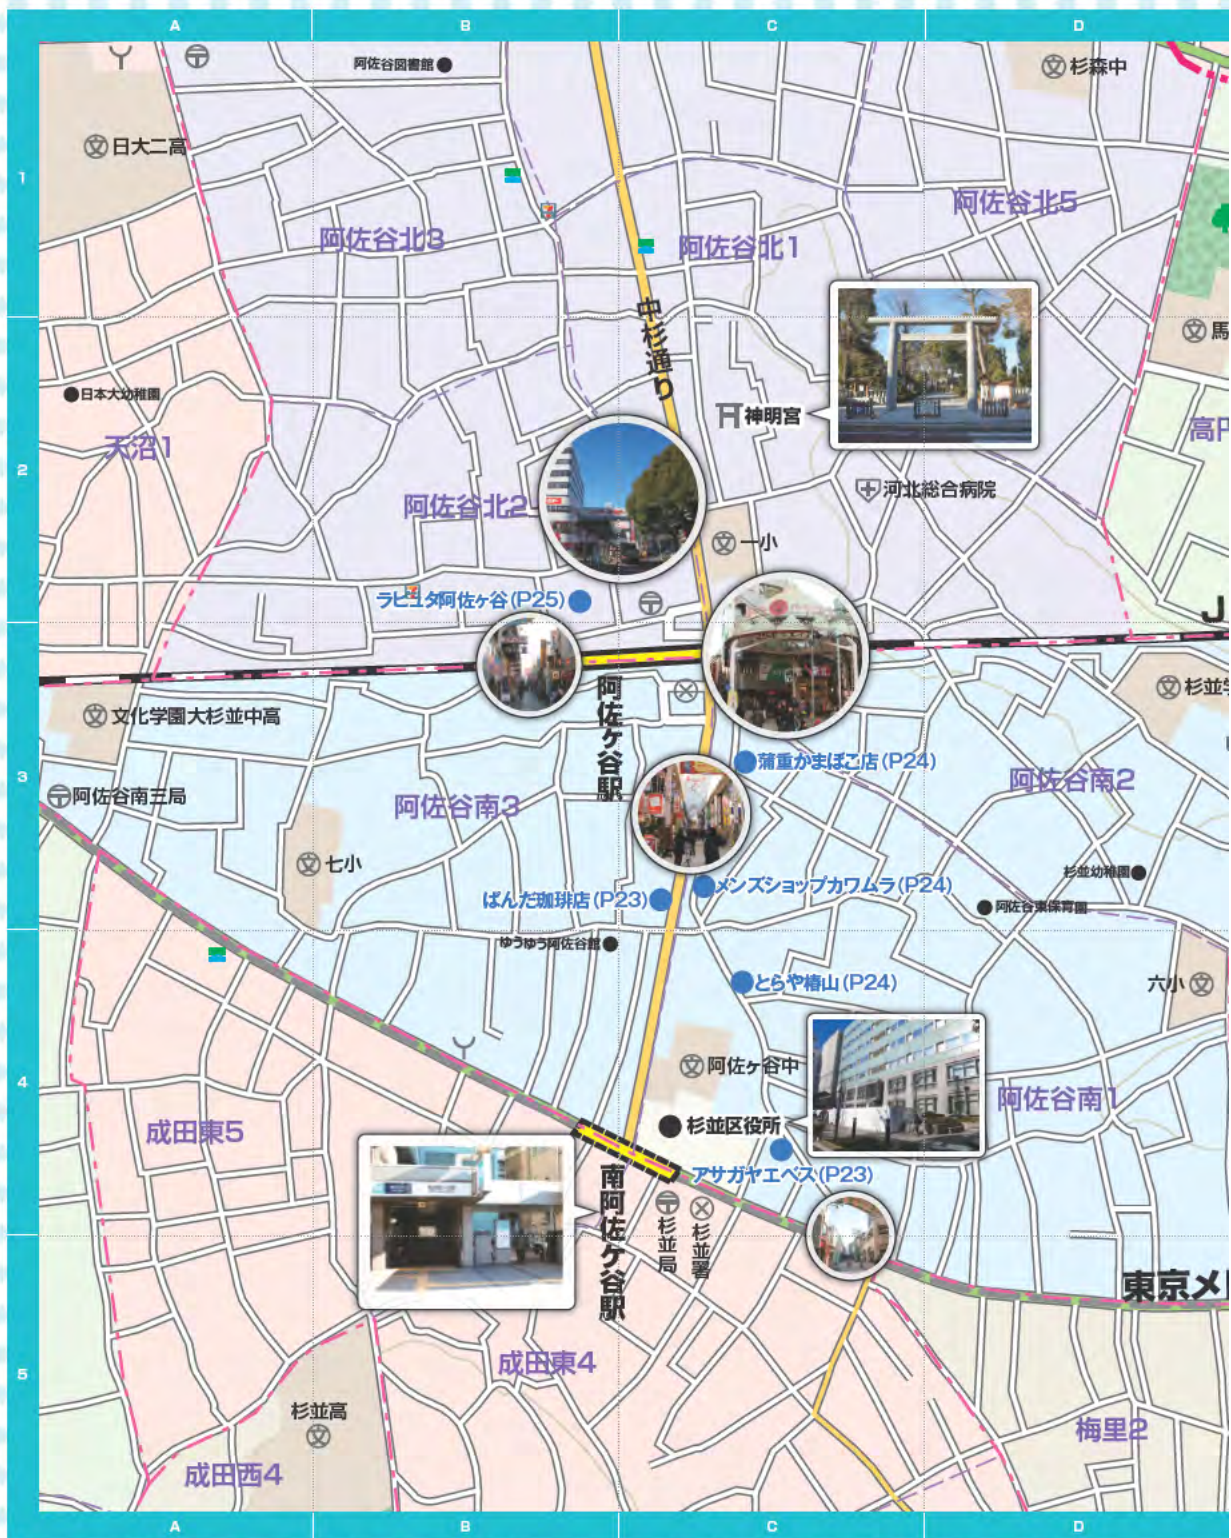 A
B
C
D
阿佐谷図書館
杉森中
日大二高
1
阿佐谷北5
阿佐谷北3
阿佐谷北1
中杉通り
馬
日本大幼稚園
神明宮
天沼1
高円
2
河北総合病院
阿佐谷北2
一小
ラピュタ阿佐ヶ谷(P25)
J
阿佐ケ谷駅
杉並学
文化学園大杉並中高
蒲重かまぼこ店(P24)
3
阿佐谷南2
阿佐谷南三局
阿佐谷南3
七小
杉並幼稚園
メンズショップカワムラ(P24)
ぱんだ珈琲店(P23)
阿佐谷東保育園
ゆうゆう阿佐谷館
とらや椿山(P24)
六小
阿佐ヶ谷中
4
阿佐谷南1
杉並区役所
成田東5
アサガヤエベス(P23)
南阿佐ケ谷駅
杉並局
杉並署
東京メト
成田東4
5
杉並高
梅里2
成田西4
A
B
C
D